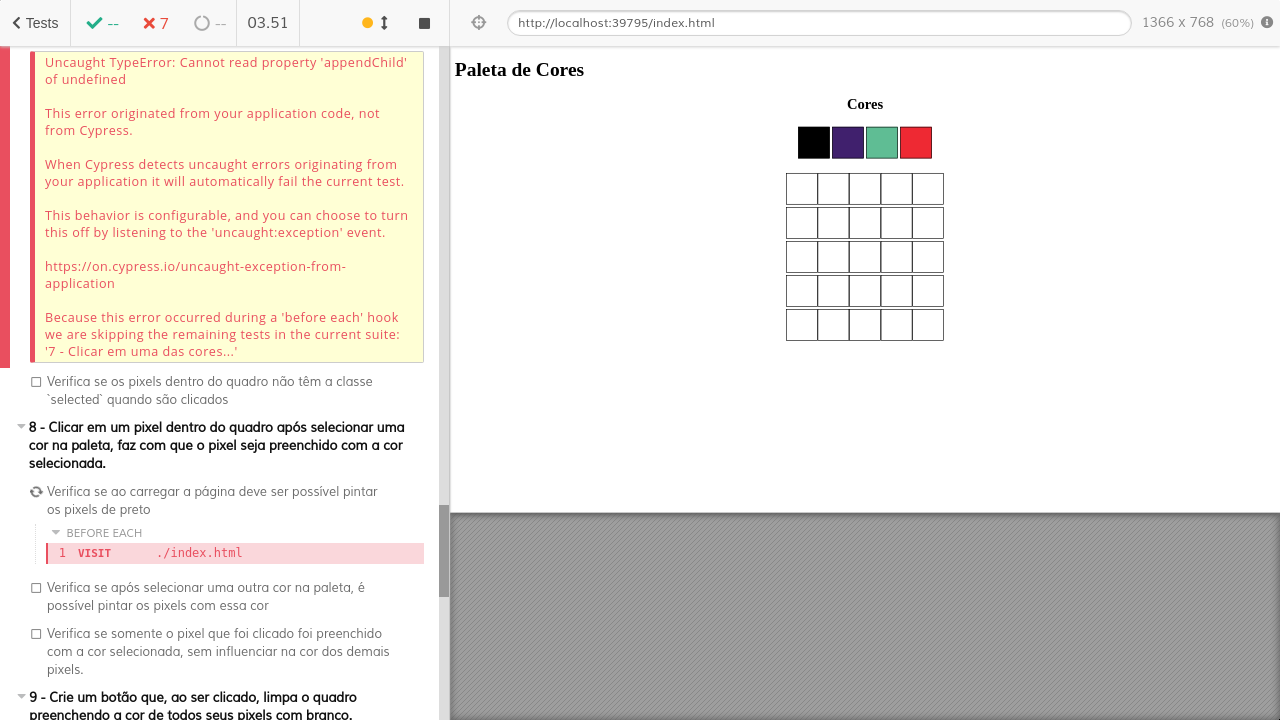 Tests
--
7
--
03.51
http://localhost:39795/index.html
1366 x 768 (60%)
Uncaught TypeError: Cannot read property 'appendChild'
of undefined
This error originated from your application code, not
from Cypress.
When Cypress detects uncaught errors originating from
your application it will automatically fail the current test.
This behavior is configurable, and you can choose to turn
this off by listening to the 'uncaught:exception' event.
https://on.cypress.io/uncaught-exception-from-
application
Because this error occurred during a 'before each' hook
we are skipping the remaining tests in the current suite:
'7 - Clicar em uma das cores...'
Verifica se os pixels dentro do quadro não têm a classe
`selected` quando são clicados
8 - Clicar em um pixel dentro do quadro após selecionar uma
cor na paleta, faz com que o pixel seja preenchido com a cor
selecionada.
Verifica se ao carregar a página deve ser possível pintar
os pixels de preto
BEFORE EACH
1 VISIT ./index.html
Verifica se após selecionar uma outra cor na paleta, é
possível pintar os pixels com essa cor
Verifica se somente o pixel que foi clicado foi preenchido
com a cor selecionada, sem influenciar na cor dos demais
pixels.
9 - Crie um botão que, ao ser clicado, limpa o quadro
preenchendo a cor de todos seus pixels com branco.
Paleta de Cores
Cores